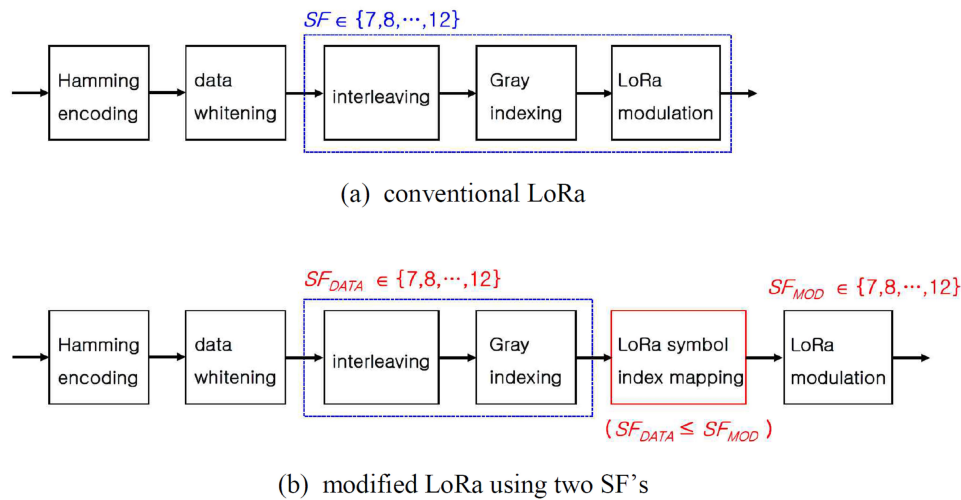 SF ∈ {7,8,⋯,12}
Hamming
encoding
data
whitening
interleaving
Gray
indexing
LoRa
modulation
(a) conventional LoRa
SF_DATA ∈ {7,8,⋯,12}
SF_MOD ∈ {7,8,⋯,12}
Hamming
encoding
data
whitening
interleaving
Gray
indexing
LoRa symbol
index mapping
LoRa
modulation
( SF_DATA ≤ SF_MOD )
(b) modified LoRa using two SF's